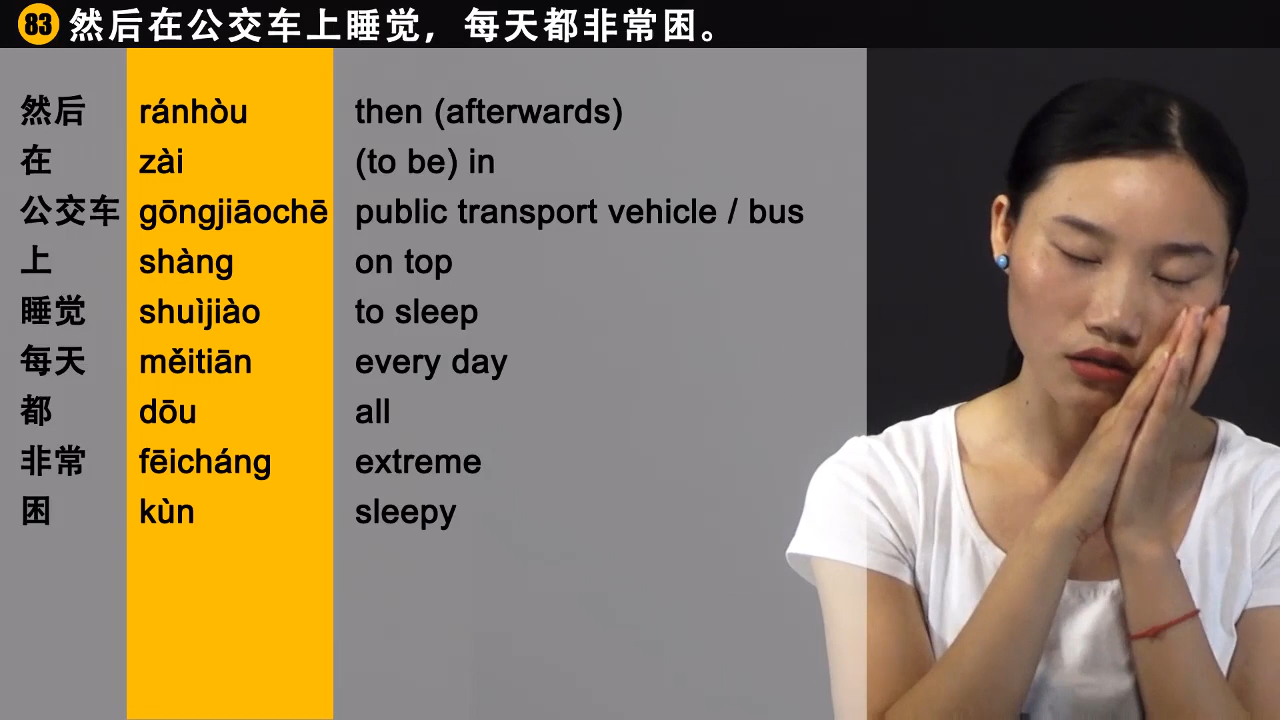 83 然后在公交车上睡觉，每天都非常困。
然后 ránhòu then (afterwards)
在 zài (to be) in
公交车 gōngjiāochē public transport vehicle / bus
上 shàng on top
睡觉 shuìjiào to sleep
每天 měitiān every day
都 dōu all
非常 fēicháng extreme
困 kùn sleepy